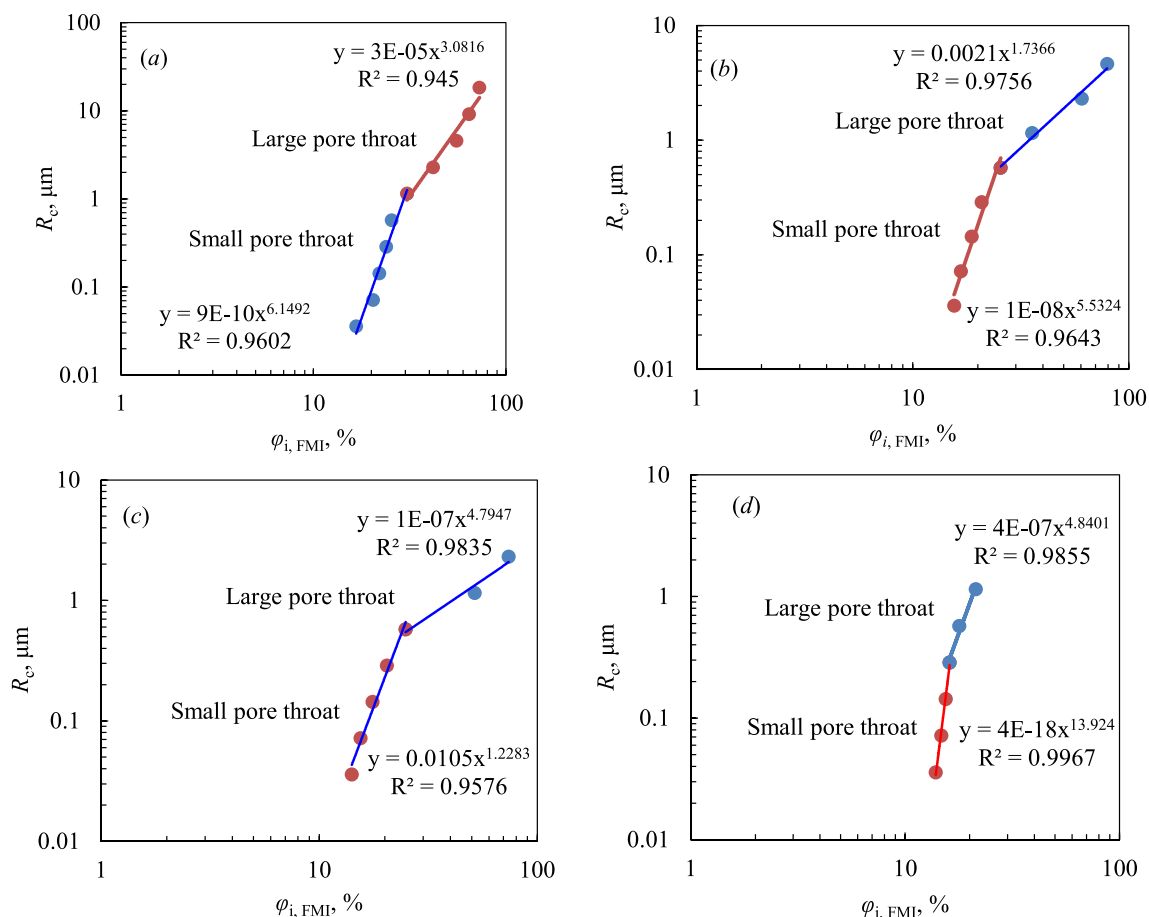 (a)
y = 3E-05x^3.0816
R² = 0.945
Large pore throat
Small pore throat
y = 9E-10x^6.1492
R² = 0.9602
100
10
1
0.1
0.01
1
10
100
R_c, μm
φ_i, FMI, %
(b)
y = 0.0021x^1.7366
R² = 0.9756
Large pore throat
Small pore throat
y = 1E-08x^5.5324
R² = 0.9643
10
1
0.1
0.01
1
10
100
R_c, μm
φ_i, FMI, %
(c)
y = 1E-07x^4.7947
R² = 0.9835
Large pore throat
Small pore throat
y = 0.0105x^1.2283
R² = 0.9576
10
1
0.1
0.01
1
10
100
R_c, μm
φ_i, FMI, %
(d)
y = 4E-07x^4.8401
R² = 0.9855
Large pore throat
Small pore throat
y = 4E-18x^13.924
R² = 0.9967
10
1
0.1
0.01
1
10
100
R_c, μm
φ_i, FMI, %